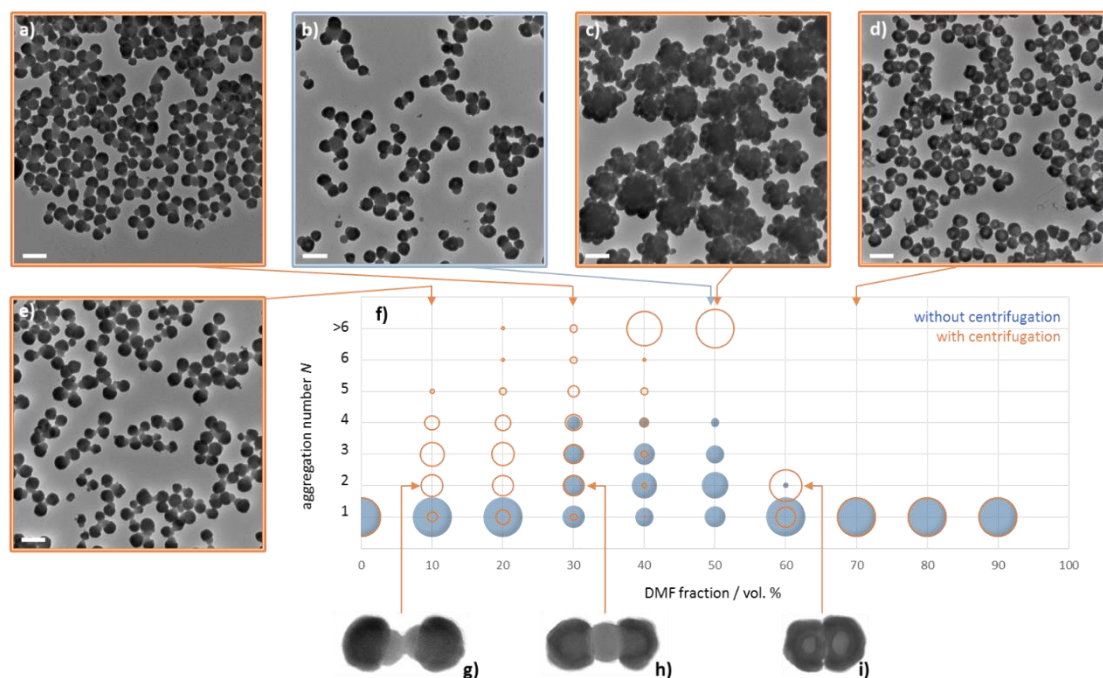 a)
b)
c)
d)
e)
f)
without centrifugation
with centrifugation
aggregation number N
>6
6
5
4
3
2
1
0 10 20 30 40 50 60 70 80 90 100
DMF fraction / vol. %
g)
h)
i)